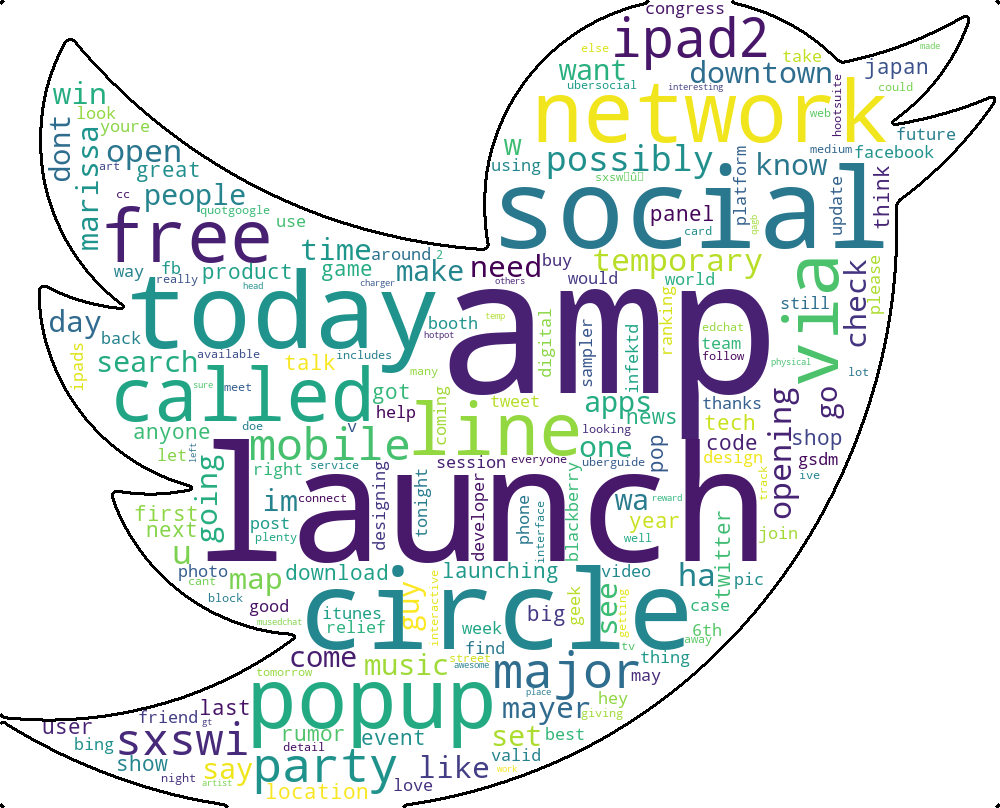 congress
ipad2
else
take
made
want
downtown
japan
ubersocial
interesting
could
win
network
hootsuite
look
web
youre
future
dont
marissa
open
w
possibly
know
medium
facebook
art
great
using
platform
think
cc
people
sxsw
social
update
quotgoogle
panel
free
use
card
qagb
time
around
2
need
buy
temporary
via
check
please
way
fb
product
game
make
would
world
really
head
charger
others
today
amp
still
day
back
booth
temp
digital
sampler
infektd
ranking
edchat
team
follow
search
available
talk
includes
hotpot
physical
lot
ipads
sure
meet
many
called
got
line
coming
tweet
apps
news
thanks
go
opening
help
anyone
doe
v
mobile
looking
one
pop
tech
code
shop
let
left
going
right
service
session
everyone
uberguide
design
gsdm
im
connect
designing
tonight
developer
phone
interface
blackberry
wa
reward
track
ive
first
next
post
plenty
launch
year
well
twitter
join
u
photo
cant
map
download
launching
video
ha
pic
block
good
itunes
guy
interactive
circle
big
geek
see
getting
case
musedchat
relief
week
6th
find
tv
away
come
music
street
awesome
major
thing
tomorrow
may
popup
place
last
friend
gt
mayer
hey
giving
user
sxswi
rumor
event
set
best
bing
detail
show
say
party
like
valid
night
artist
work
location
love